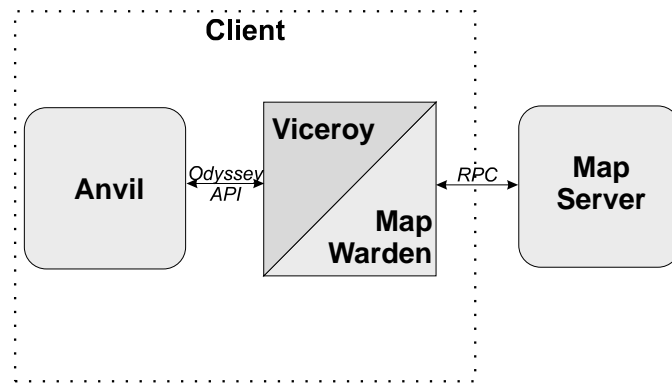 Client
Anvil
Odyssey
API
Viceroy
Map
Warden
RPC
Map
Server